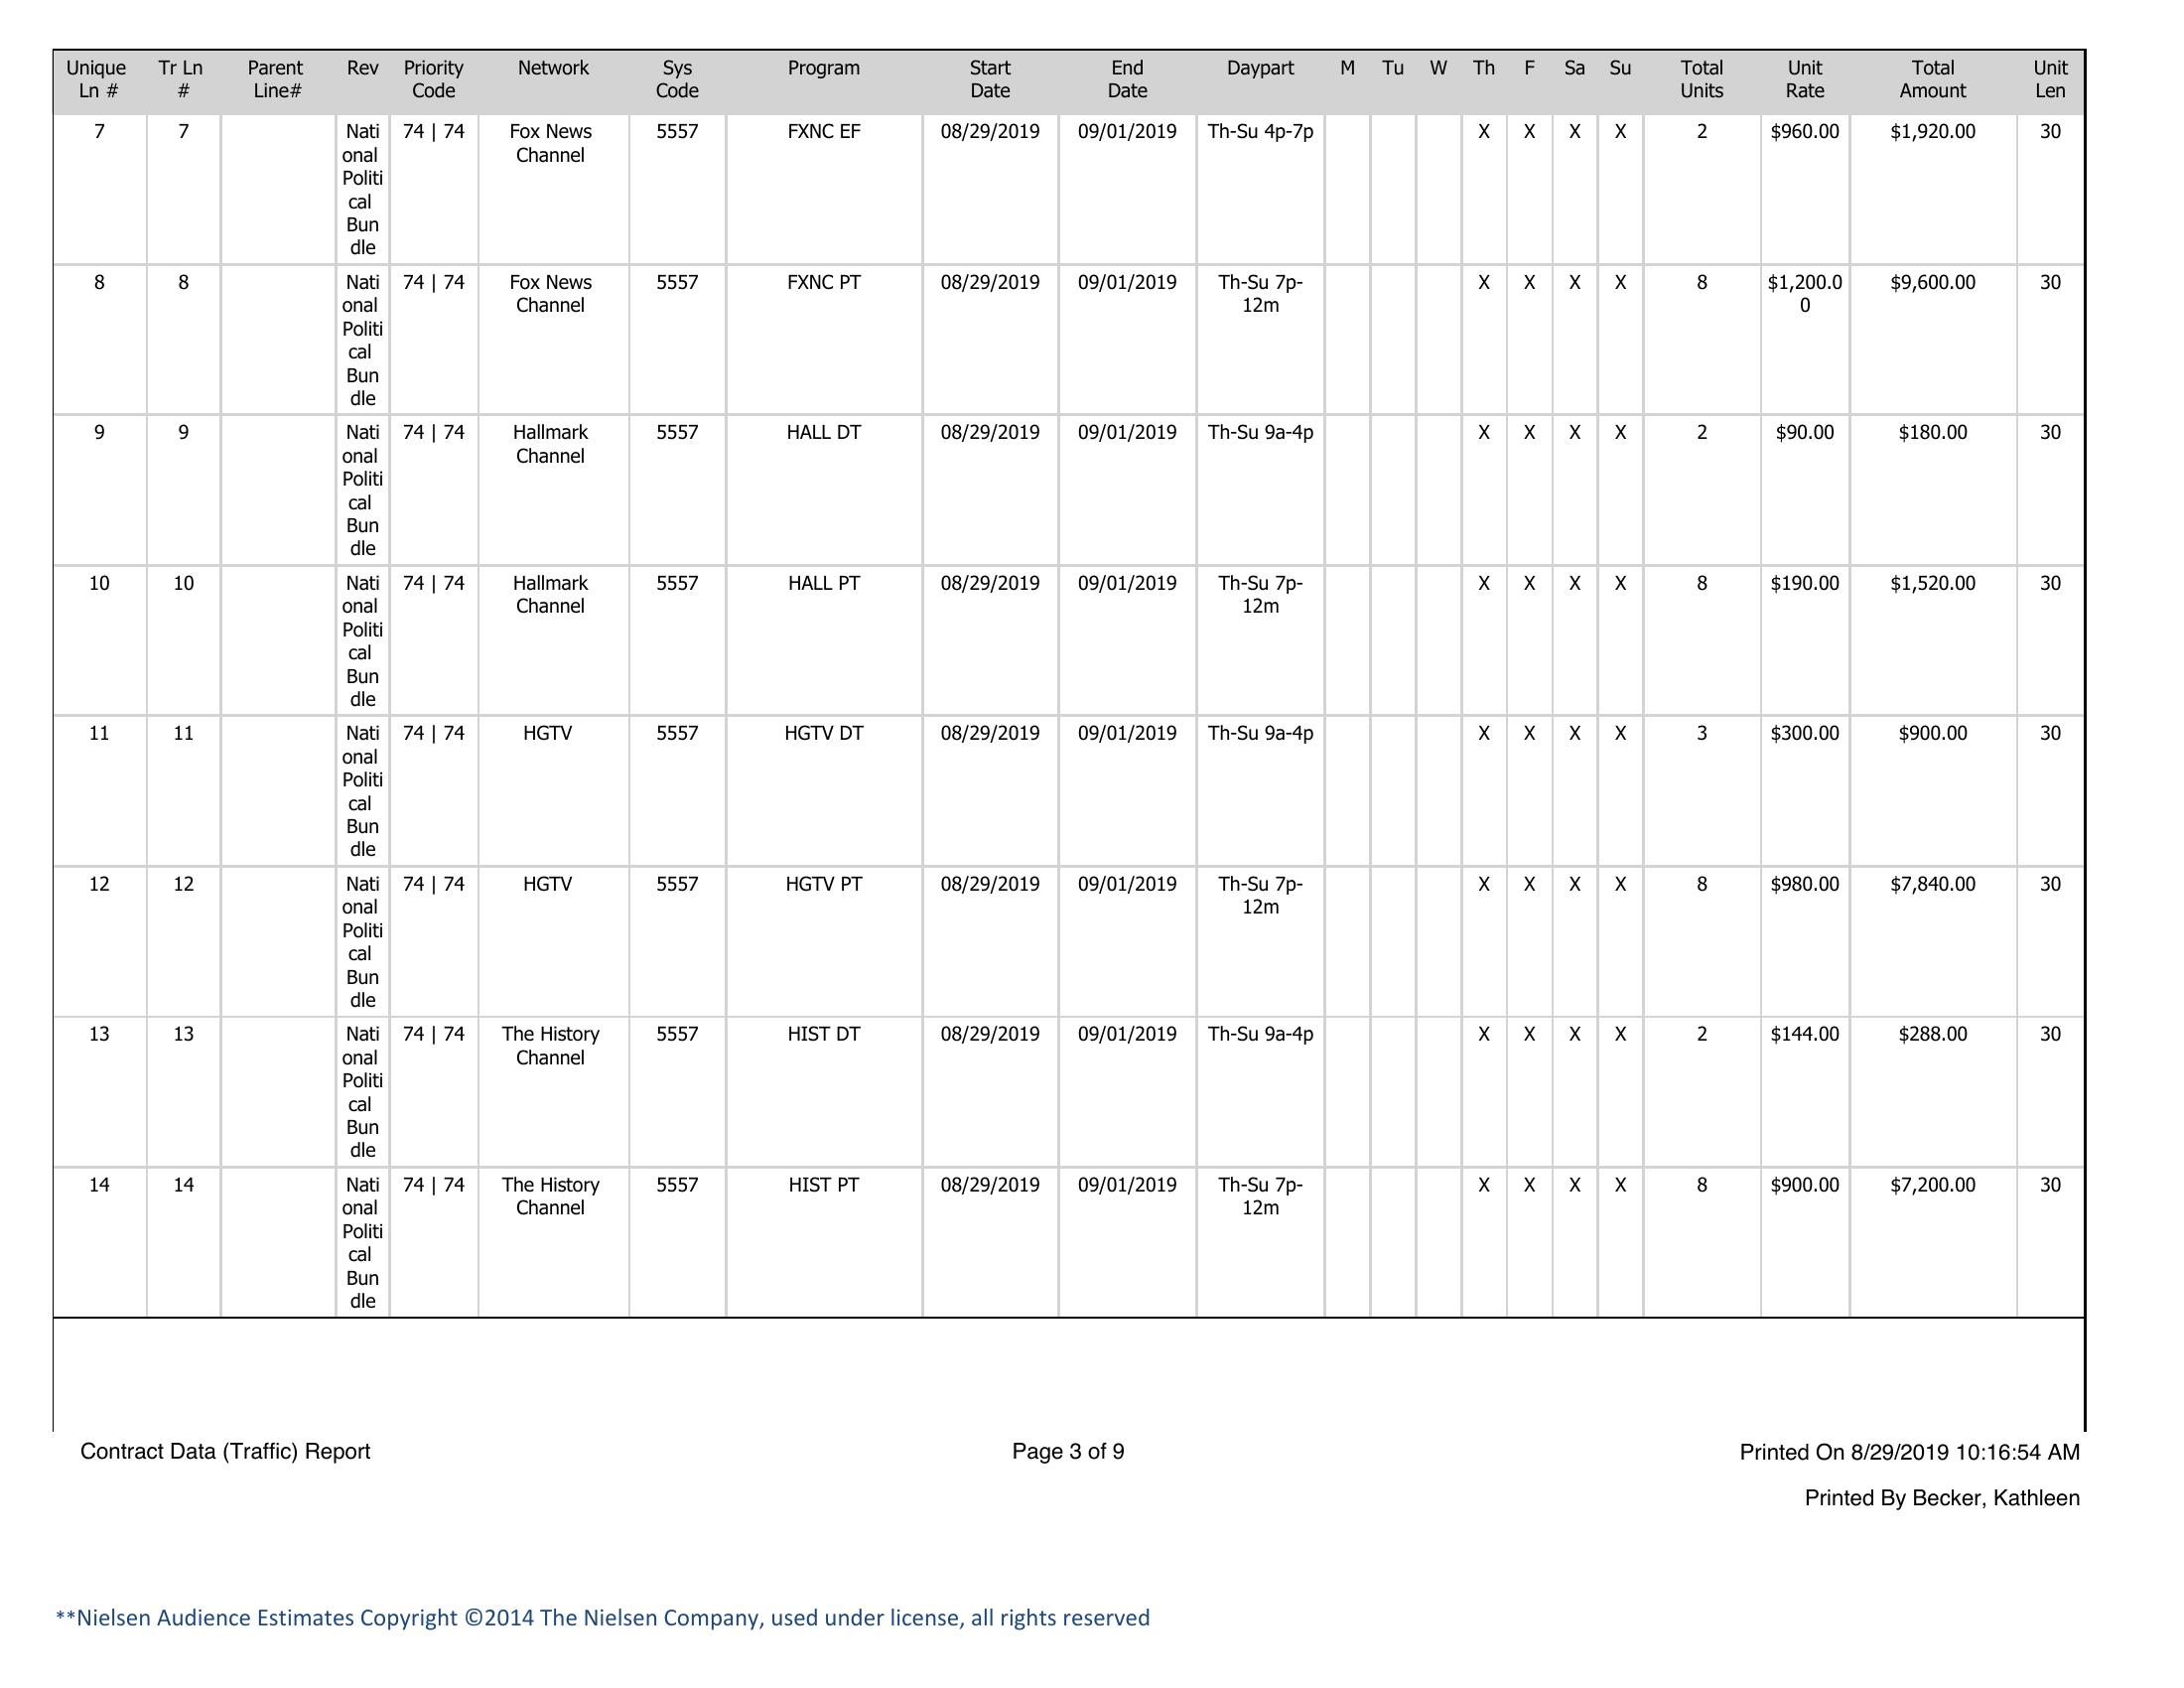 Unique Ln # Tr Ln # Parent Line# Rev Priority Code Network Sys Code Program Start Date End Date Daypart M Tu W Th F Sa Su Total Units Unit Rate Total Amount Unit Len
7 7 National Political Bundle 74 | 74 Fox News Channel 5557 FXNC EF 08/29/2019 09/01/2019 Th-Su 4p-7p X X X X 2 $960.00 $1,920.00 30
8 8 National Political Bundle 74 | 74 Fox News Channel 5557 FXNC PT 08/29/2019 09/01/2019 Th-Su 7p-12m X X X X 8 $1,200.00 $9,600.00 30
9 9 National Political Bundle 74 | 74 Hallmark Channel 5557 HALL DT 08/29/2019 09/01/2019 Th-Su 9a-4p X X X X 2 $90.00 $180.00 30
10 10 National Political Bundle 74 | 74 Hallmark Channel 5557 HALL PT 08/29/2019 09/01/2019 Th-Su 7p-12m X X X X 8 $190.00 $1,520.00 30
11 11 National Political Bundle 74 | 74 HGTV 5557 HGTV DT 08/29/2019 09/01/2019 Th-Su 9a-4p X X X X 3 $300.00 $900.00 30
12 12 National Political Bundle 74 | 74 HGTV 5557 HGTV PT 08/29/2019 09/01/2019 Th-Su 7p-12m X X X X 8 $980.00 $7,840.00 30
13 13 National Political Bundle 74 | 74 The History Channel 5557 HIST DT 08/29/2019 09/01/2019 Th-Su 9a-4p X X X X 2 $144.00 $288.00 30
14 14 National Political Bundle 74 | 74 The History Channel 5557 HIST PT 08/29/2019 09/01/2019 Th-Su 7p-12m X X X X 8 $900.00 $7,200.00 30
Contract Data (Traffic) Report Page 3 of 9 Printed On 8/29/2019 10:16:54 AM
Printed By Becker, Kathleen
**Nielsen Audience Estimates Copyright ©2014 The Nielsen Company, used under license, all rights reserved